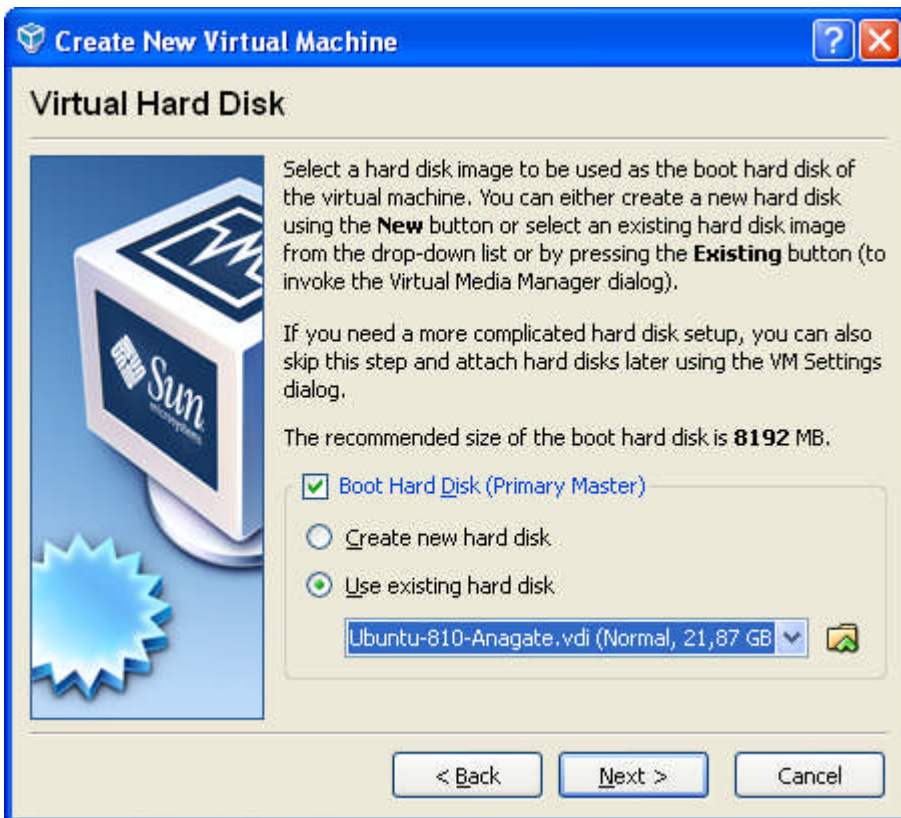 Create New Virtual Machine
Virtual Hard Disk
Select a hard disk image to be used as the boot hard disk of
the virtual machine. You can either create a new hard disk
using the New button or select an existing hard disk image
from the drop-down list or by pressing the Existing button (to
invoke the Virtual Media Manager dialog).
If you need a more complicated hard disk setup, you can also
skip this step and attach hard disks later using the VM Settings
dialog.
The recommended size of the boot hard disk is 8192 MB.
Sun
microsystems
Boot Hard Disk (Primary Master)
Create new hard disk
Use existing hard disk
Ubuntu-810-Anagate.vdi (Normal, 21,87 GB
< Back
Next >
Cancel